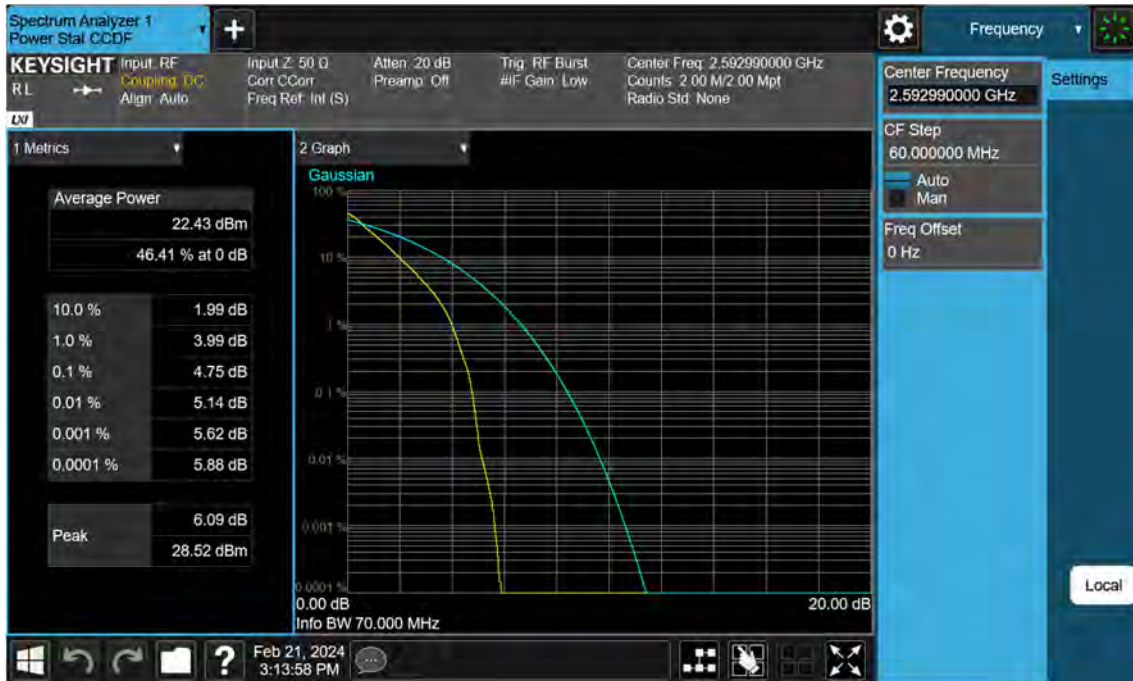 Spectrum Analyzer 1
Power Stat CCDF
Frequency
KEYSIGHT
RL
LXI
Input: RF
Coupling: DC
Align: Auto
Input Z: 50 Ω
Corr CCorr
Freq Ref: Int (S)
Atten: 20 dB
Preamp: Off
Trig: RF Burst
#IF Gain: Low
Center Freq: 2.592990000 GHz
Counts: 2.00 M/2.00 Mpt
Radio Std: None
Center Frequency
2.592990000 GHz
Settings
CF Step
60.000000 MHz
Auto
Man
Freq Offset
0 Hz
1 Metrics
Average Power
22.43 dBm
46.41 % at 0 dB
10.0 % 1.99 dB
1.0 % 3.99 dB
0.1 % 4.75 dB
0.01 % 5.14 dB
0.001 % 5.62 dB
0.0001 % 5.88 dB
Peak
6.09 dB
28.52 dBm
2 Graph
Gaussian
100 %
10 %
1 %
0.1 %
0.01 %
0.001 %
0.0001 %
0.00 dB
20.00 dB
Info BW 70.000 MHz
Local
?
Feb 21, 2024
3:13:58 PM